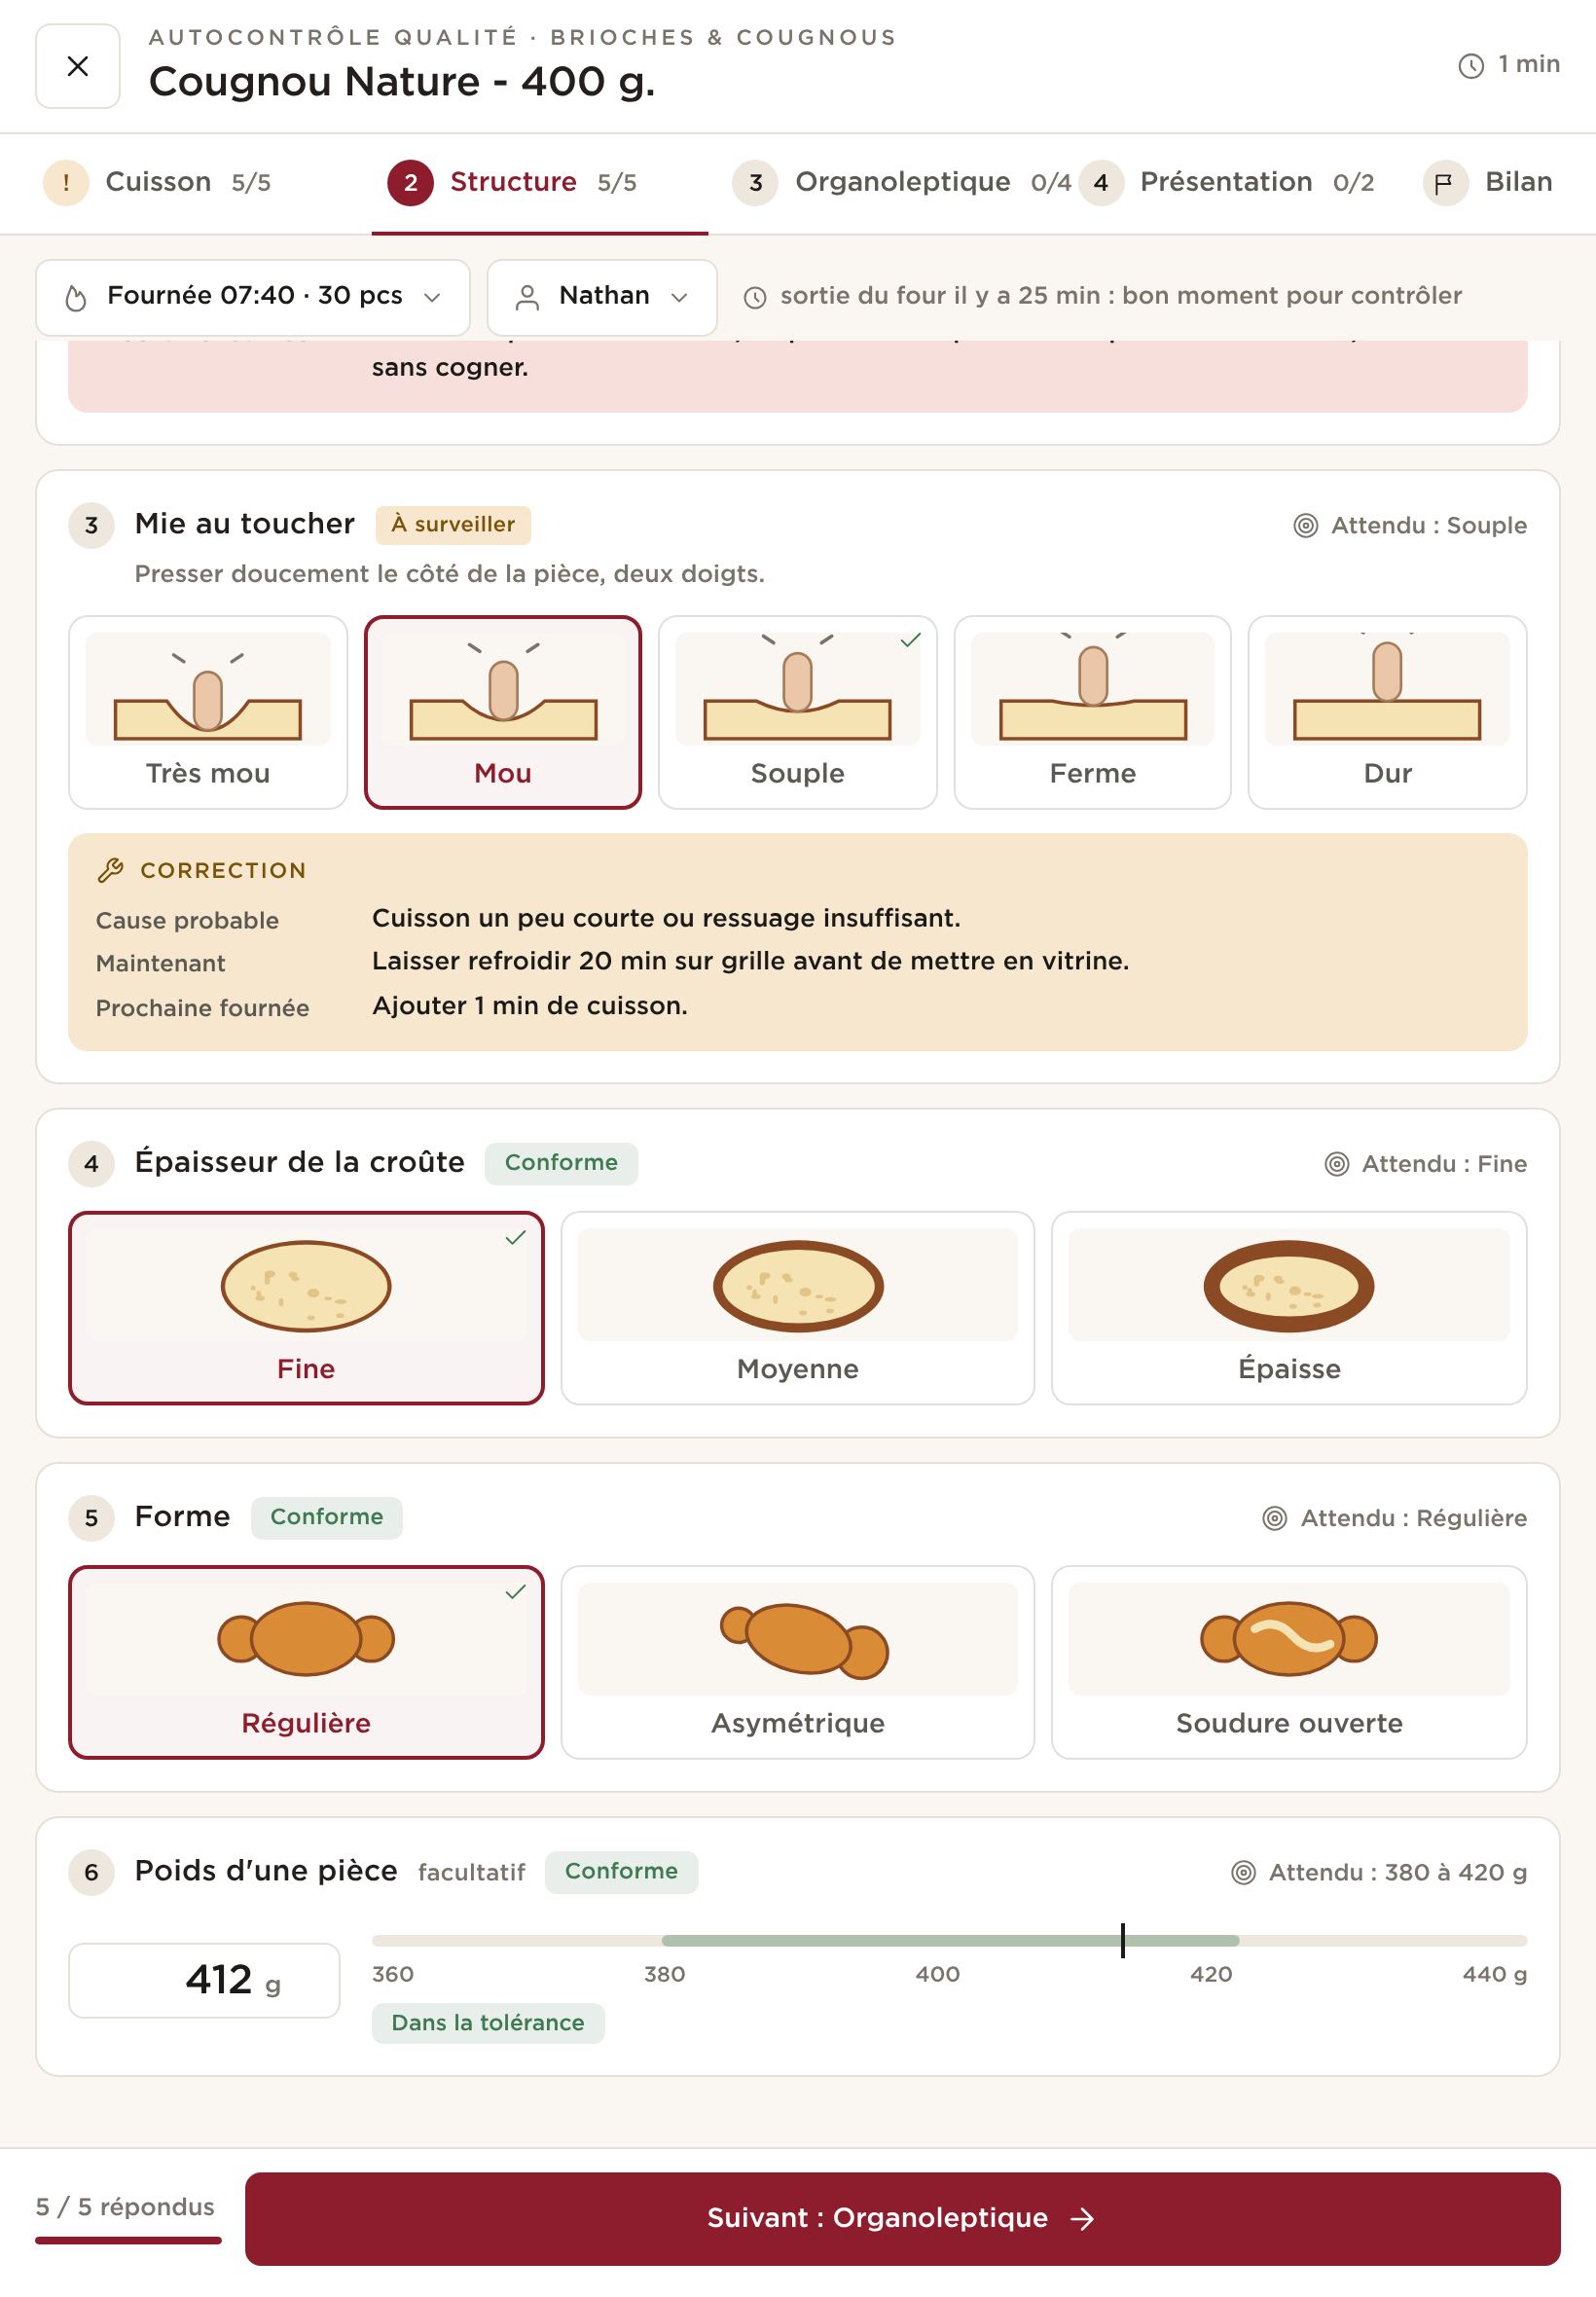 AUTOCONTRÔLE QUALITÉ · BRIOCHES & COUGNOUS
Cougnou Nature - 400 g.
1 min
! Cuisson 5/5
2 Structure 5/5
3 Organoleptique 0/4
4 Présentation 0/2
Bilan
Fournée 07:40 · 30 pcs
Nathan
sortie du four il y a 25 min : bon moment pour contrôler
sans cogner.
3 Mie au toucher À surveiller
Attendu : Souple
Presser doucement le côté de la pièce, deux doigts.
Très mou
Mou
Souple
Ferme
Dur
CORRECTION
Cause probable Cuisson un peu courte ou ressuage insuffisant.
Maintenant Laisser refroidir 20 min sur grille avant de mettre en vitrine.
Prochaine fournée Ajouter 1 min de cuisson.
4 Épaisseur de la croûte Conforme
Attendu : Fine
Fine
Moyenne
Épaisse
5 Forme Conforme
Attendu : Régulière
Régulière
Asymétrique
Soudure ouverte
6 Poids d'une pièce facultatif Conforme
Attendu : 380 à 420 g
412 g
360 380 400 420 440 g
Dans la tolérance
5 / 5 répondus
Suivant : Organoleptique